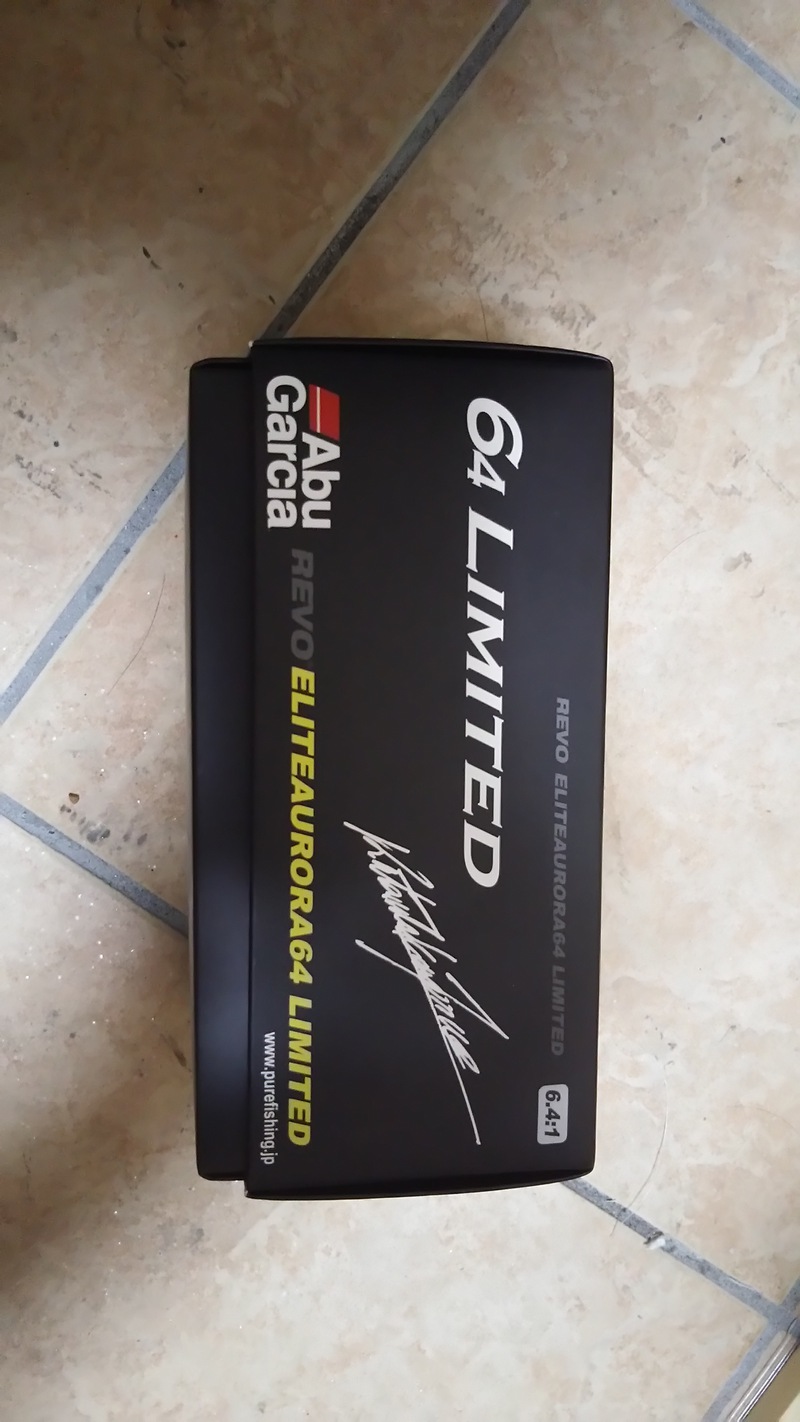 REVO ELITEAURORA64 LIMITED
6.4:1
64 LIMITED
Abu
Garcia
REVO ELITEAURORA64 LIMITED
www.purefishing.jp